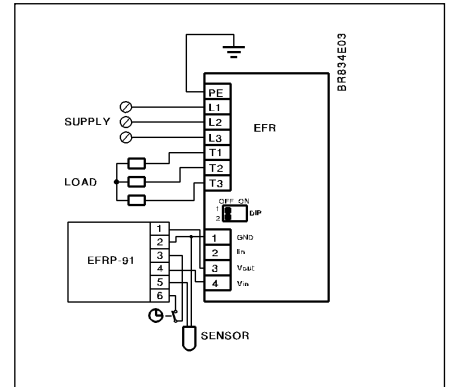 BR834E03
PE
L1
L2
L3
T1
T2
T3
EFR
SUPPLY
LOAD
OFF ON
1
2
DIP
1 GND
2 Iin
3 Vout
4 Vin
EFRP-91
1
2
3
4
5
6
SENSOR